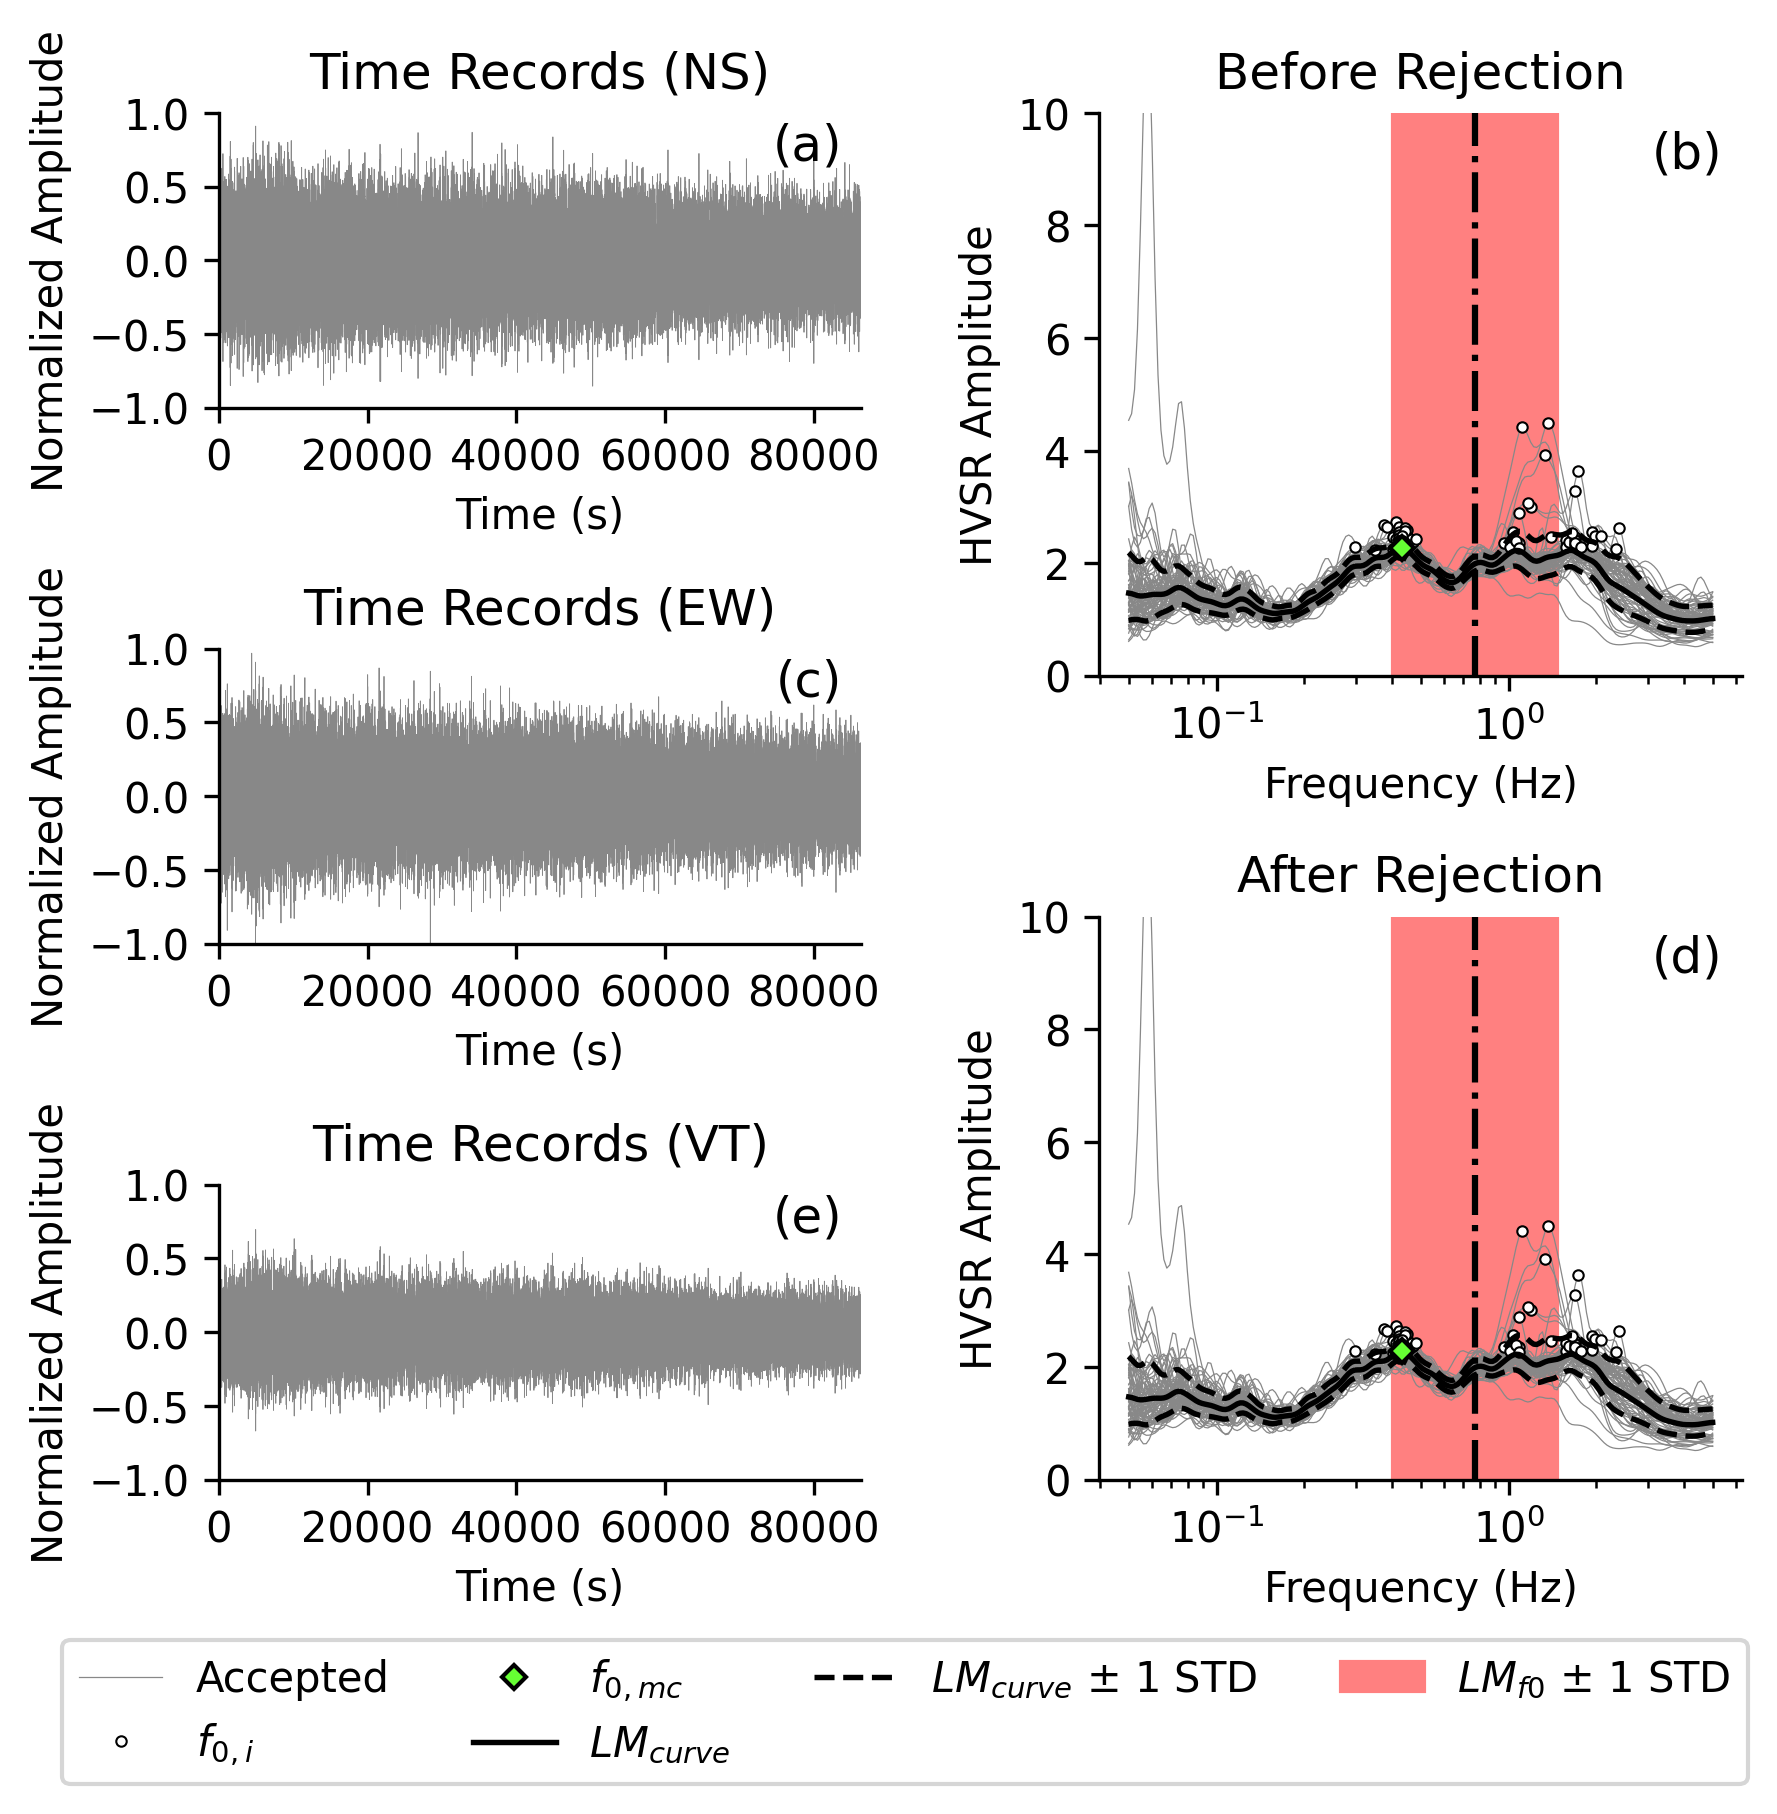 Time Records (NS)
(a)
Normalized Amplitude
1.0
0.5
0.0
−0.5
−1.0
0 20000 40000 60000 80000
Time (s)
Before Rejection
(b)
HVSR Amplitude
10
8
6
4
2
0
10⁻¹ 10⁰
Frequency (Hz)
Time Records (EW)
(c)
Normalized Amplitude
1.0
0.5
0.0
−0.5
−1.0
0 20000 40000 60000 80000
Time (s)
After Rejection
(d)
HVSR Amplitude
10
8
6
4
2
0
10⁻¹ 10⁰
Frequency (Hz)
Time Records (VT)
(e)
Normalized Amplitude
1.0
0.5
0.0
−0.5
−1.0
0 20000 40000 60000 80000
Time (s)
Accepted
f0,i
f0,mc
LMcurve
LMcurve ± 1 STD
LMf0 ± 1 STD